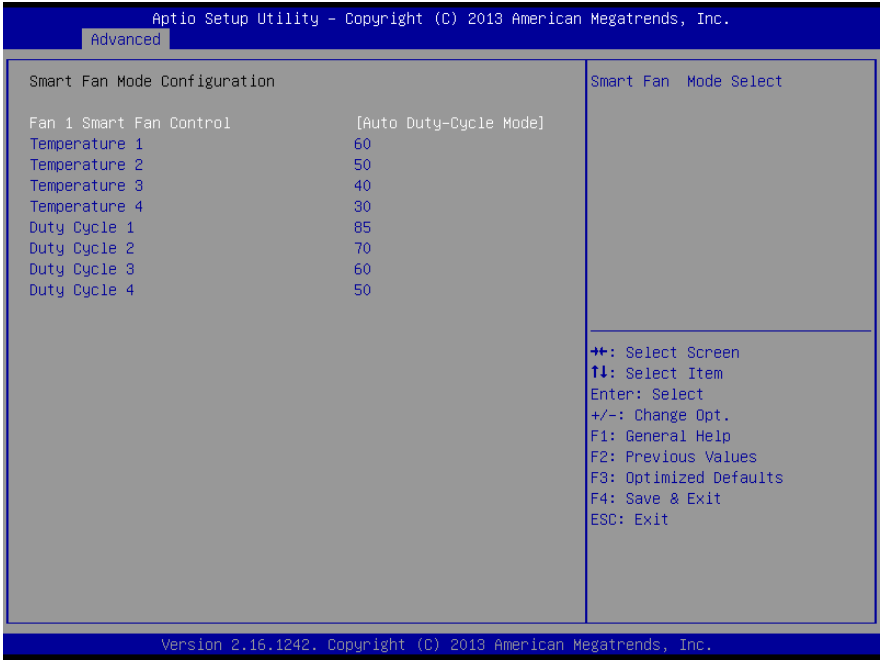 Aptio Setup Utility – Copyright (C) 2013 American Megatrends, Inc.
Advanced
Smart Fan Mode Configuration
Fan 1 Smart Fan Control [Auto Duty-Cycle Mode]
Temperature 1 60
Temperature 2 50
Temperature 3 40
Temperature 4 30
Duty Cycle 1 85
Duty Cycle 2 70
Duty Cycle 3 60
Duty Cycle 4 50
Smart Fan  Mode Select
→←: Select Screen
↑↓: Select Item
Enter: Select
+/-: Change Opt.
F1: General Help
F2: Previous Values
F3: Optimized Defaults
F4: Save & Exit
ESC: Exit
Version 2.16.1242. Copyright (C) 2013 American Megatrends, Inc.